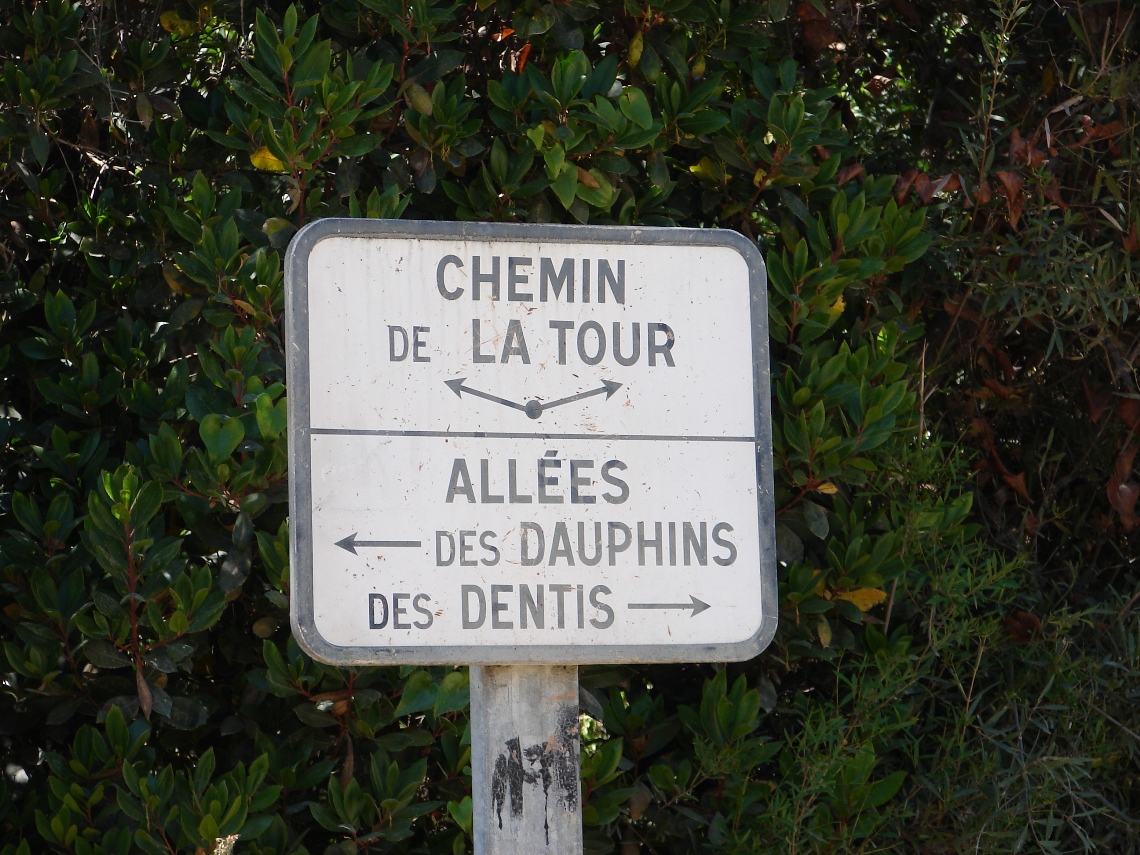 CHEMIN
DE LA TOUR
ALLÉES
DES DAUPHINS
DES DENTIS